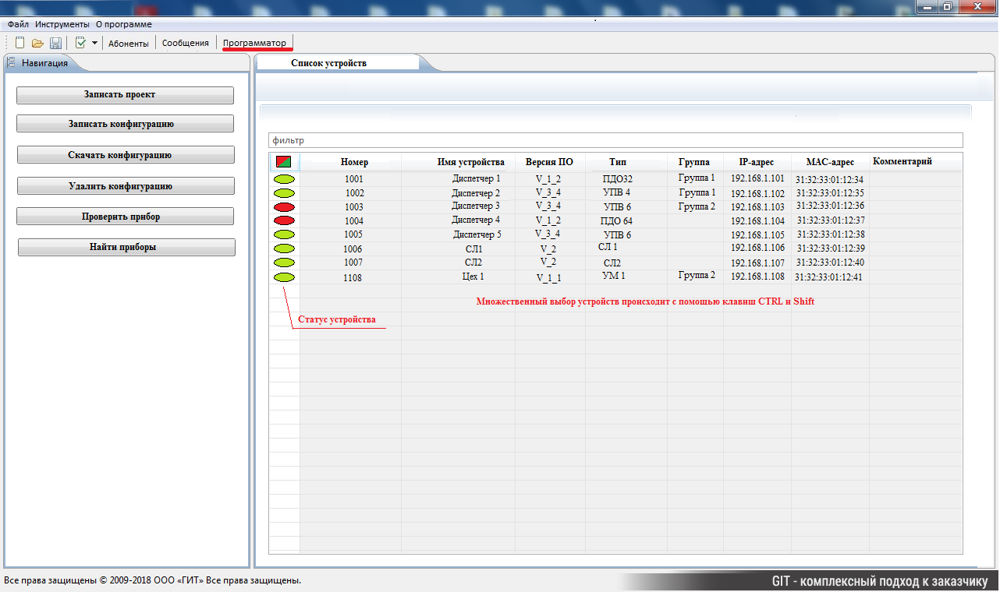 Файл Инструменты О программе
Абоненты Сообщения Программатор
Навигация
Записать проект
Записать конфигурацию
Скачать конфигурацию
Удалить конфигурацию
Проверить прибор
Найти приборы
Список устройств
фильтр
Номер Имя устройства Версия ПО Тип Группа IP-адрес MAC-адрес Комментарий
1001 Диспетчер 1 V_1_2 ПДО32 Группа 1 192.168.1.101 31:32:33:01:12:34
1002 Диспетчер 2 V_3_4 УПВ 4 Группа 1 192.168.1.102 31:32:33:01:12:35
1003 Диспетчер 3 V_3_4 УПВ 6 Группа 2 192.168.1.103 31:32:33:01:12:36
1004 Диспетчер 4 V_1_2 ПДО 64 192.168.1.104 31:32:33:01:12:37
1005 Диспетчер 5 V_3_4 УПВ 6 192.168.1.105 31:32:33:01:12:38
1006 СЛ1 V_2 СЛ 1 192.168.1.106 31:32:33:01:12:39
1007 СЛ2 V_2 СЛ2 192.168.1.107 31:32:33:01:12:40
1108 Цех 1 V_1_1 УМ 1 Группа 2 192.168.1.108 31:32:33:01:12:41
Множественный выбор устройств происходит с помощью клавиш CTRL и Shift
Статус устройства
Все права защищены © 2009-2018 ООО «ГИТ» Все права защищены.
GIT - комплексный подход к заказчику